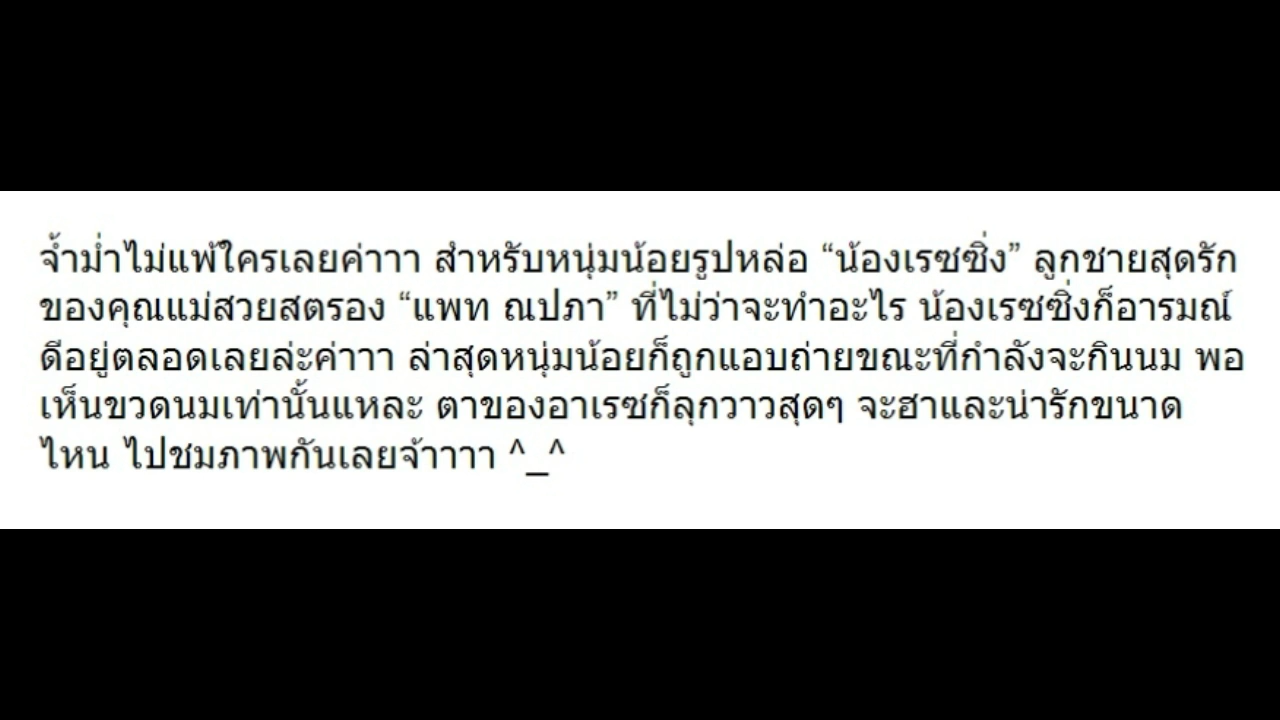 จ้ำม่ำไม่แพ้ใครเลยค่าาา สำหรับหนุ่มน้อยรูปหล่อ “น้องเรซซิ่ง” ลูกชายสุดรัก
ของคุณแม่สวยสตรอง “แพท ณปภา” ที่ไม่ว่าจะทำอะไร น้องเรซซิ่งก็อารมณ์
ดีอยู่ตลอดเลยล่ะค่าาา ล่าสุดหนุ่มน้อยก็ถูกแอบถ่ายขณะที่กำลังจะกินนม พอ
เห็นขวดนมเท่านั้นแหละ ตาของอาเรซก็ลุกวาวสุดๆ จะฮาและน่ารักขนาด
ไหน ไปชมภาพกันเลยจ้าาาา ^_^